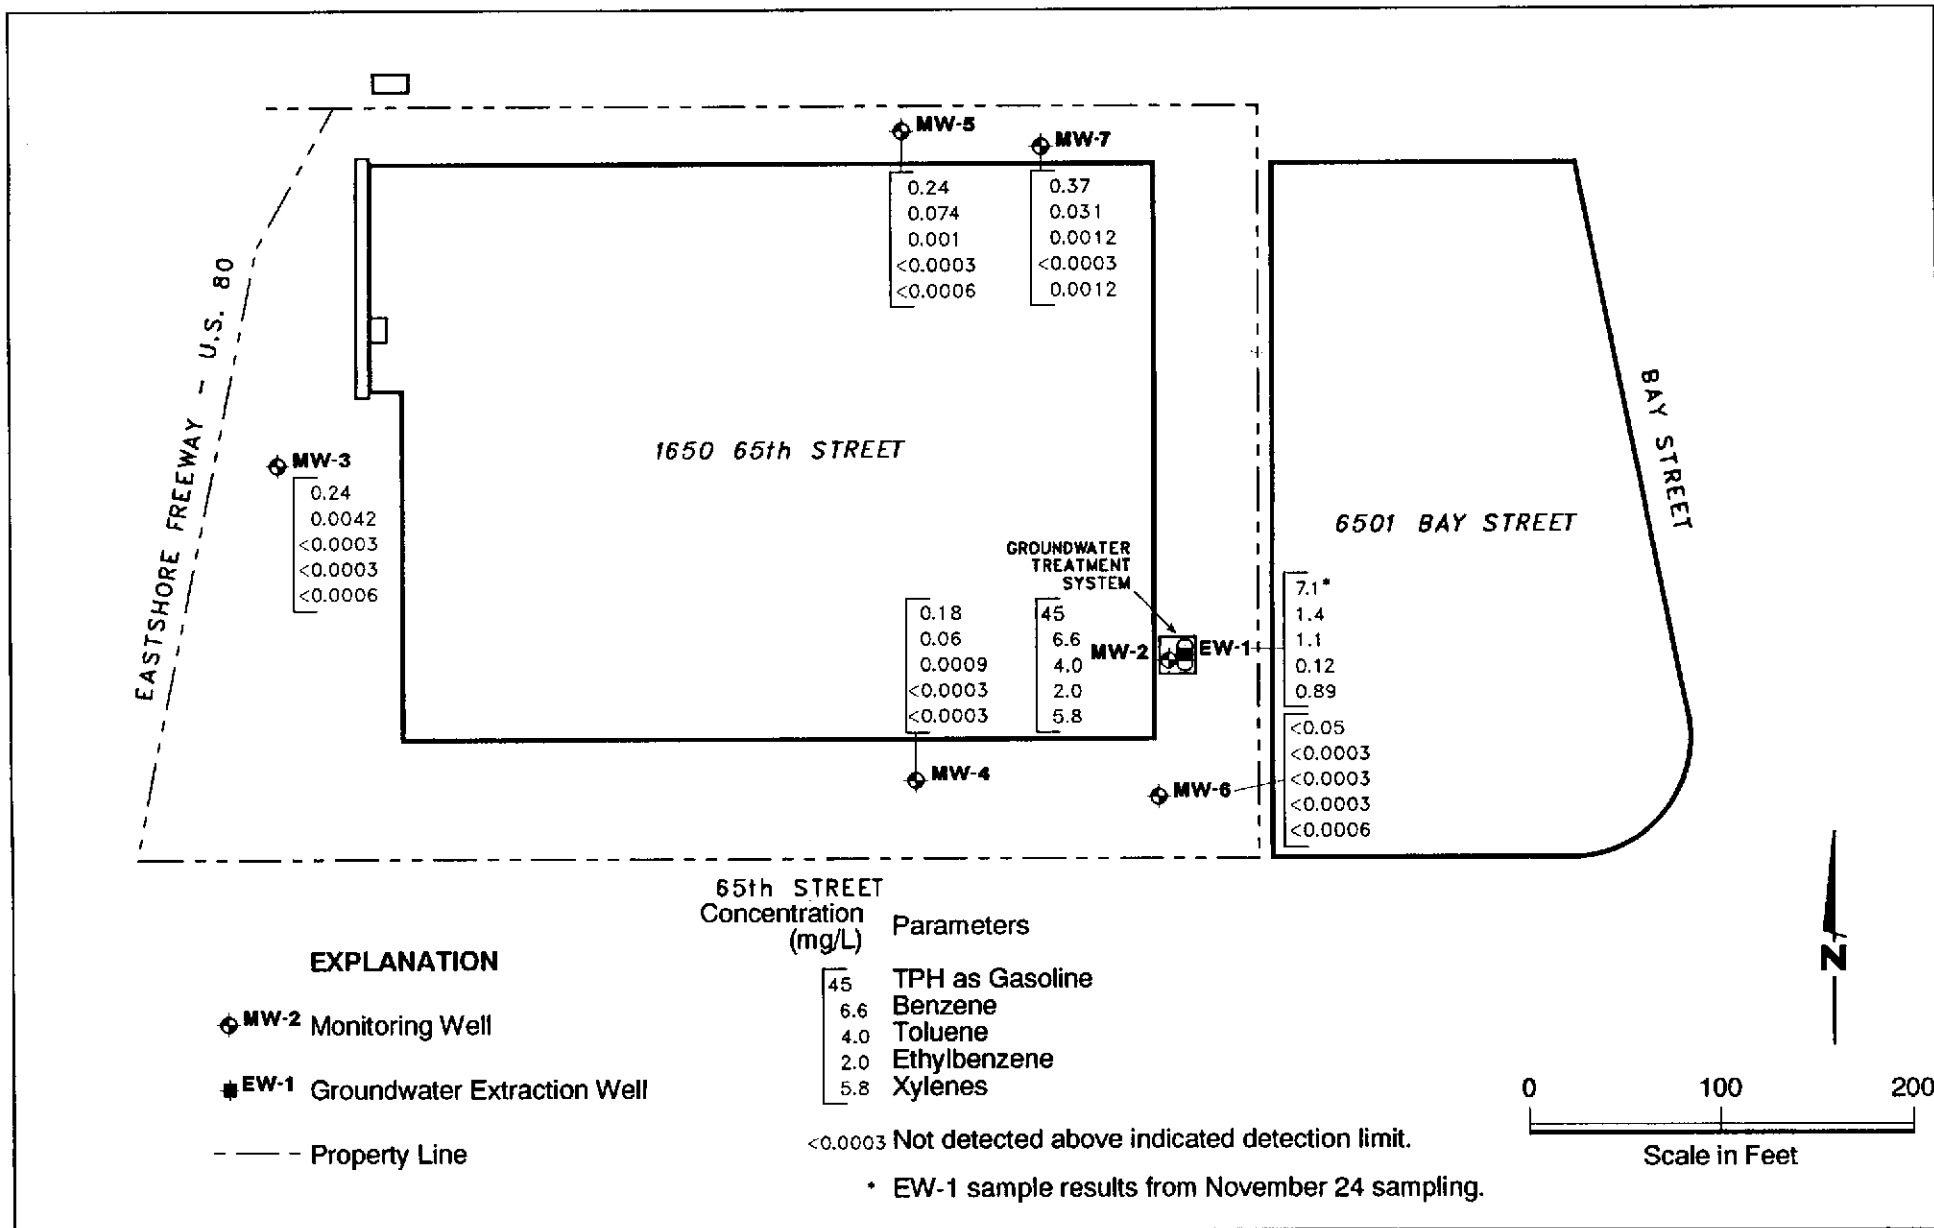 MW-5
MW-7
0.24
0.074
0.001
<0.0003
<0.0006
0.37
0.031
0.0012
<0.0003
0.0012
EASTSHORE FREEWAY - U.S. 80
1650 65th STREET
MW-3
0.24
0.0042
<0.0003
<0.0003
<0.0006
BAY STREET
6501 BAY STREET
GROUNDWATER
TREATMENT
SYSTEM
0.18
0.06
0.0009
<0.0003
<0.0003
45
6.6
4.0
2.0
5.8
MW-2
EW-1
7.1*
1.4
1.1
0.12
0.89
MW-4
MW-6
<0.05
<0.0003
<0.0003
<0.0003
<0.0006
65th STREET
Concentration
(mg/L)
Parameters
45 TPH as Gasoline
6.6 Benzene
4.0 Toluene
2.0 Ethylbenzene
5.8 Xylenes
<0.0003 Not detected above indicated detection limit.
* EW-1 sample results from November 24 sampling.
EXPLANATION
MW-2 Monitoring Well
EW-1 Groundwater Extraction Well
Property Line
N
0 100 200
Scale in Feet